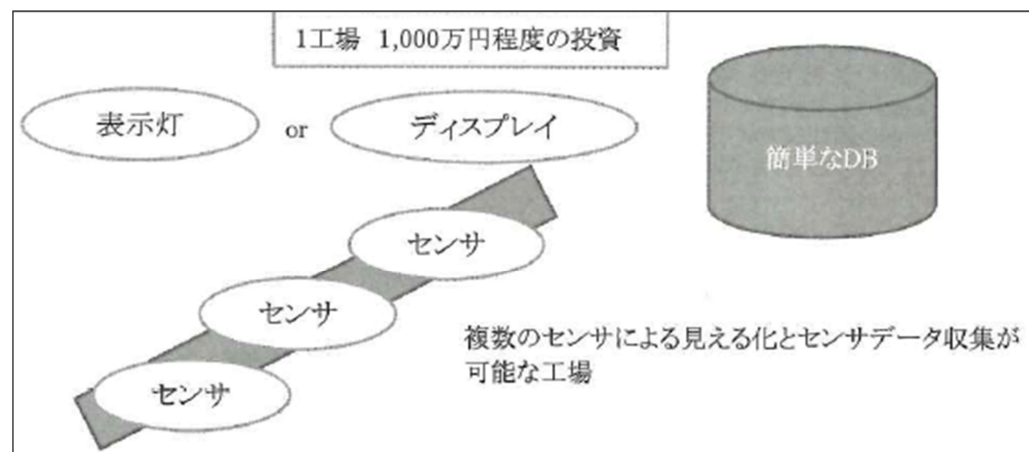 1工場 1,000万円程度の投資
表示灯 or ディスプレイ
簡単なDB
センサ
センサ
センサ
複数のセンサによる見える化とセンサデータ収集が
可能な工場